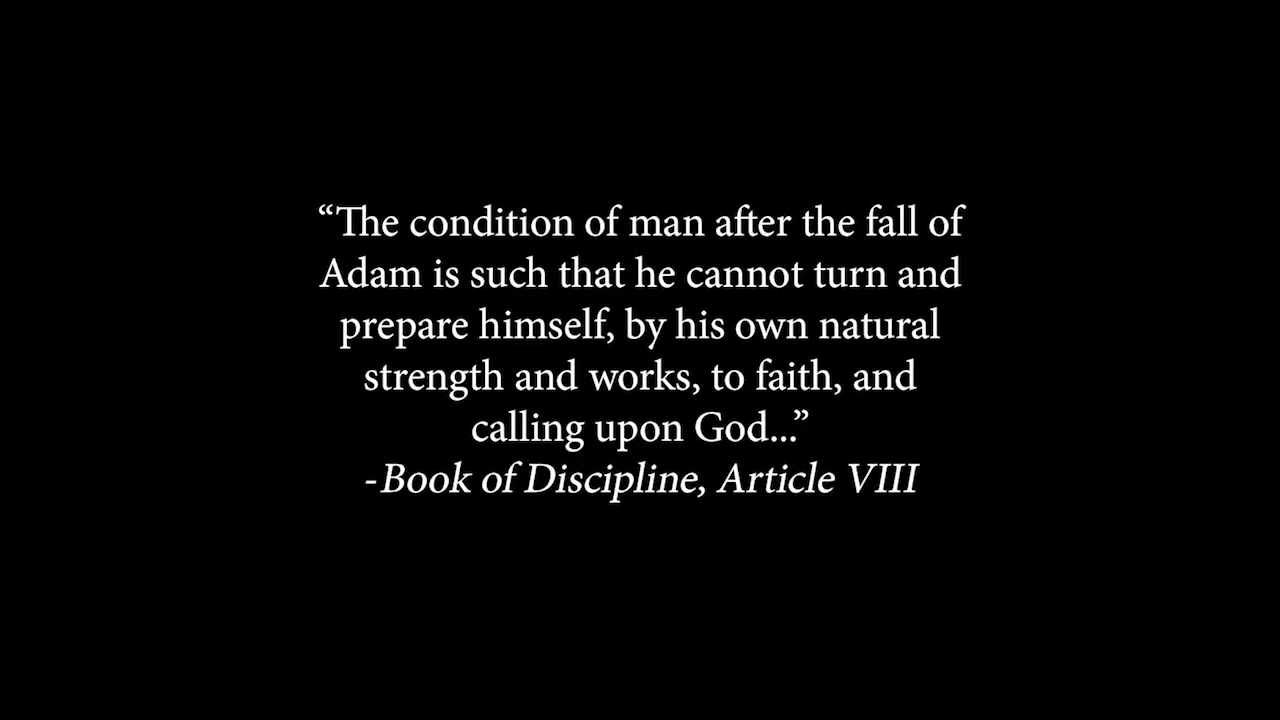 “The condition of man after the fall of
Adam is such that he cannot turn and
prepare himself, by his own natural
strength and works, to faith, and
calling upon God...”
-Book of Discipline, Article VIII